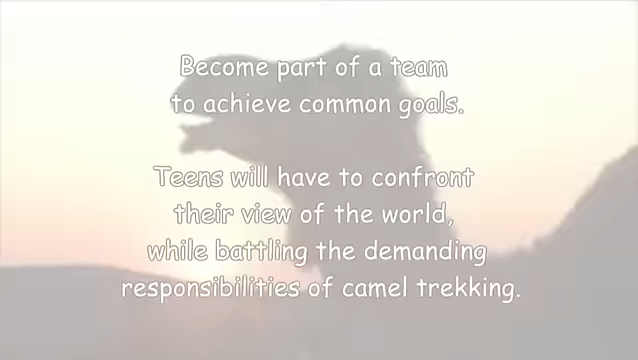 Become part of a team
to achieve common goals.
Teens will have to confront
their view of the world,
while battling the demanding
responsibilities of camel trekking.